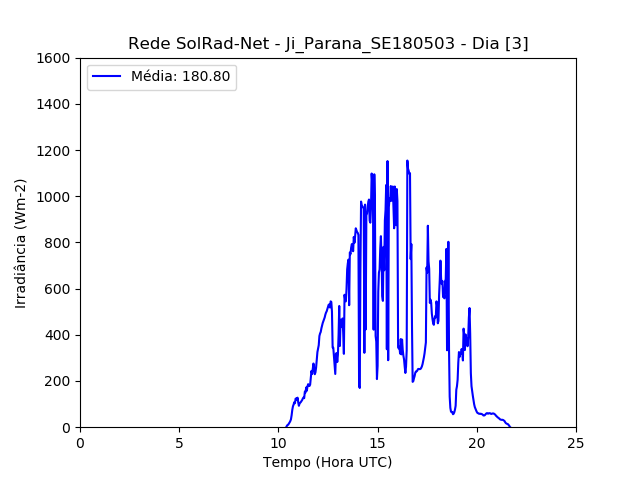 Rede SolRad-Net - Ji_Parana_SE180503 - Dia [3]
Média: 180.80
Irradiância (Wm-2)
1600
1400
1200
1000
800
600
400
200
0
0 5 10 15 20 25
Tempo (Hora UTC)